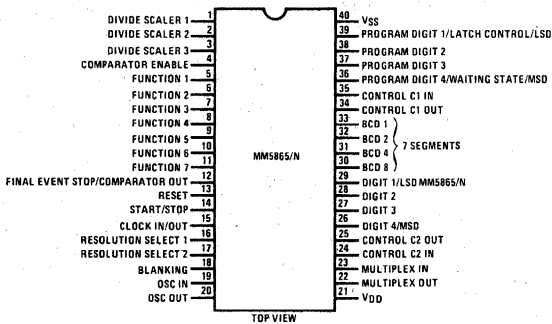 DIVIDE SCALER 1 1
DIVIDE SCALER 2 2
DIVIDE SCALER 3 3
COMPARATOR ENABLE 4
FUNCTION 1 5
FUNCTION 2 6
FUNCTION 3 7
FUNCTION 4 8
FUNCTION 5 9
FUNCTION 6 10
FUNCTION 7 11
FINAL EVENT STOP/COMPARATOR OUT 12
RESET 13
START/STOP 14
CLOCK IN/OUT 15
RESOLUTION SELECT 1 16
RESOLUTION SELECT 2 17
BLANKING 18
OSC IN 19
OSC OUT 20
MM5865/N
40 VSS
39 PROGRAM DIGIT 1/LATCH CONTROL/LSD
38 PROGRAM DIGIT 2
37 PROGRAM DIGIT 3
36 PROGRAM DIGIT 4/WAITING STATE/MSD
35 CONTROL C1 IN
34 CONTROL C1 OUT
33 BCD 1
32 BCD 2
31 BCD 4
30 BCD 8
7 SEGMENTS
29 DIGIT 1/LSD MM5865/N
28 DIGIT 2
27 DIGIT 3
26 DIGIT 4/MSD
25 CONTROL C2 OUT
24 CONTROL C2 IN
23 MULTIPLEX IN
22 MULTIPLEX OUT
21 VDD
TOP VIEW